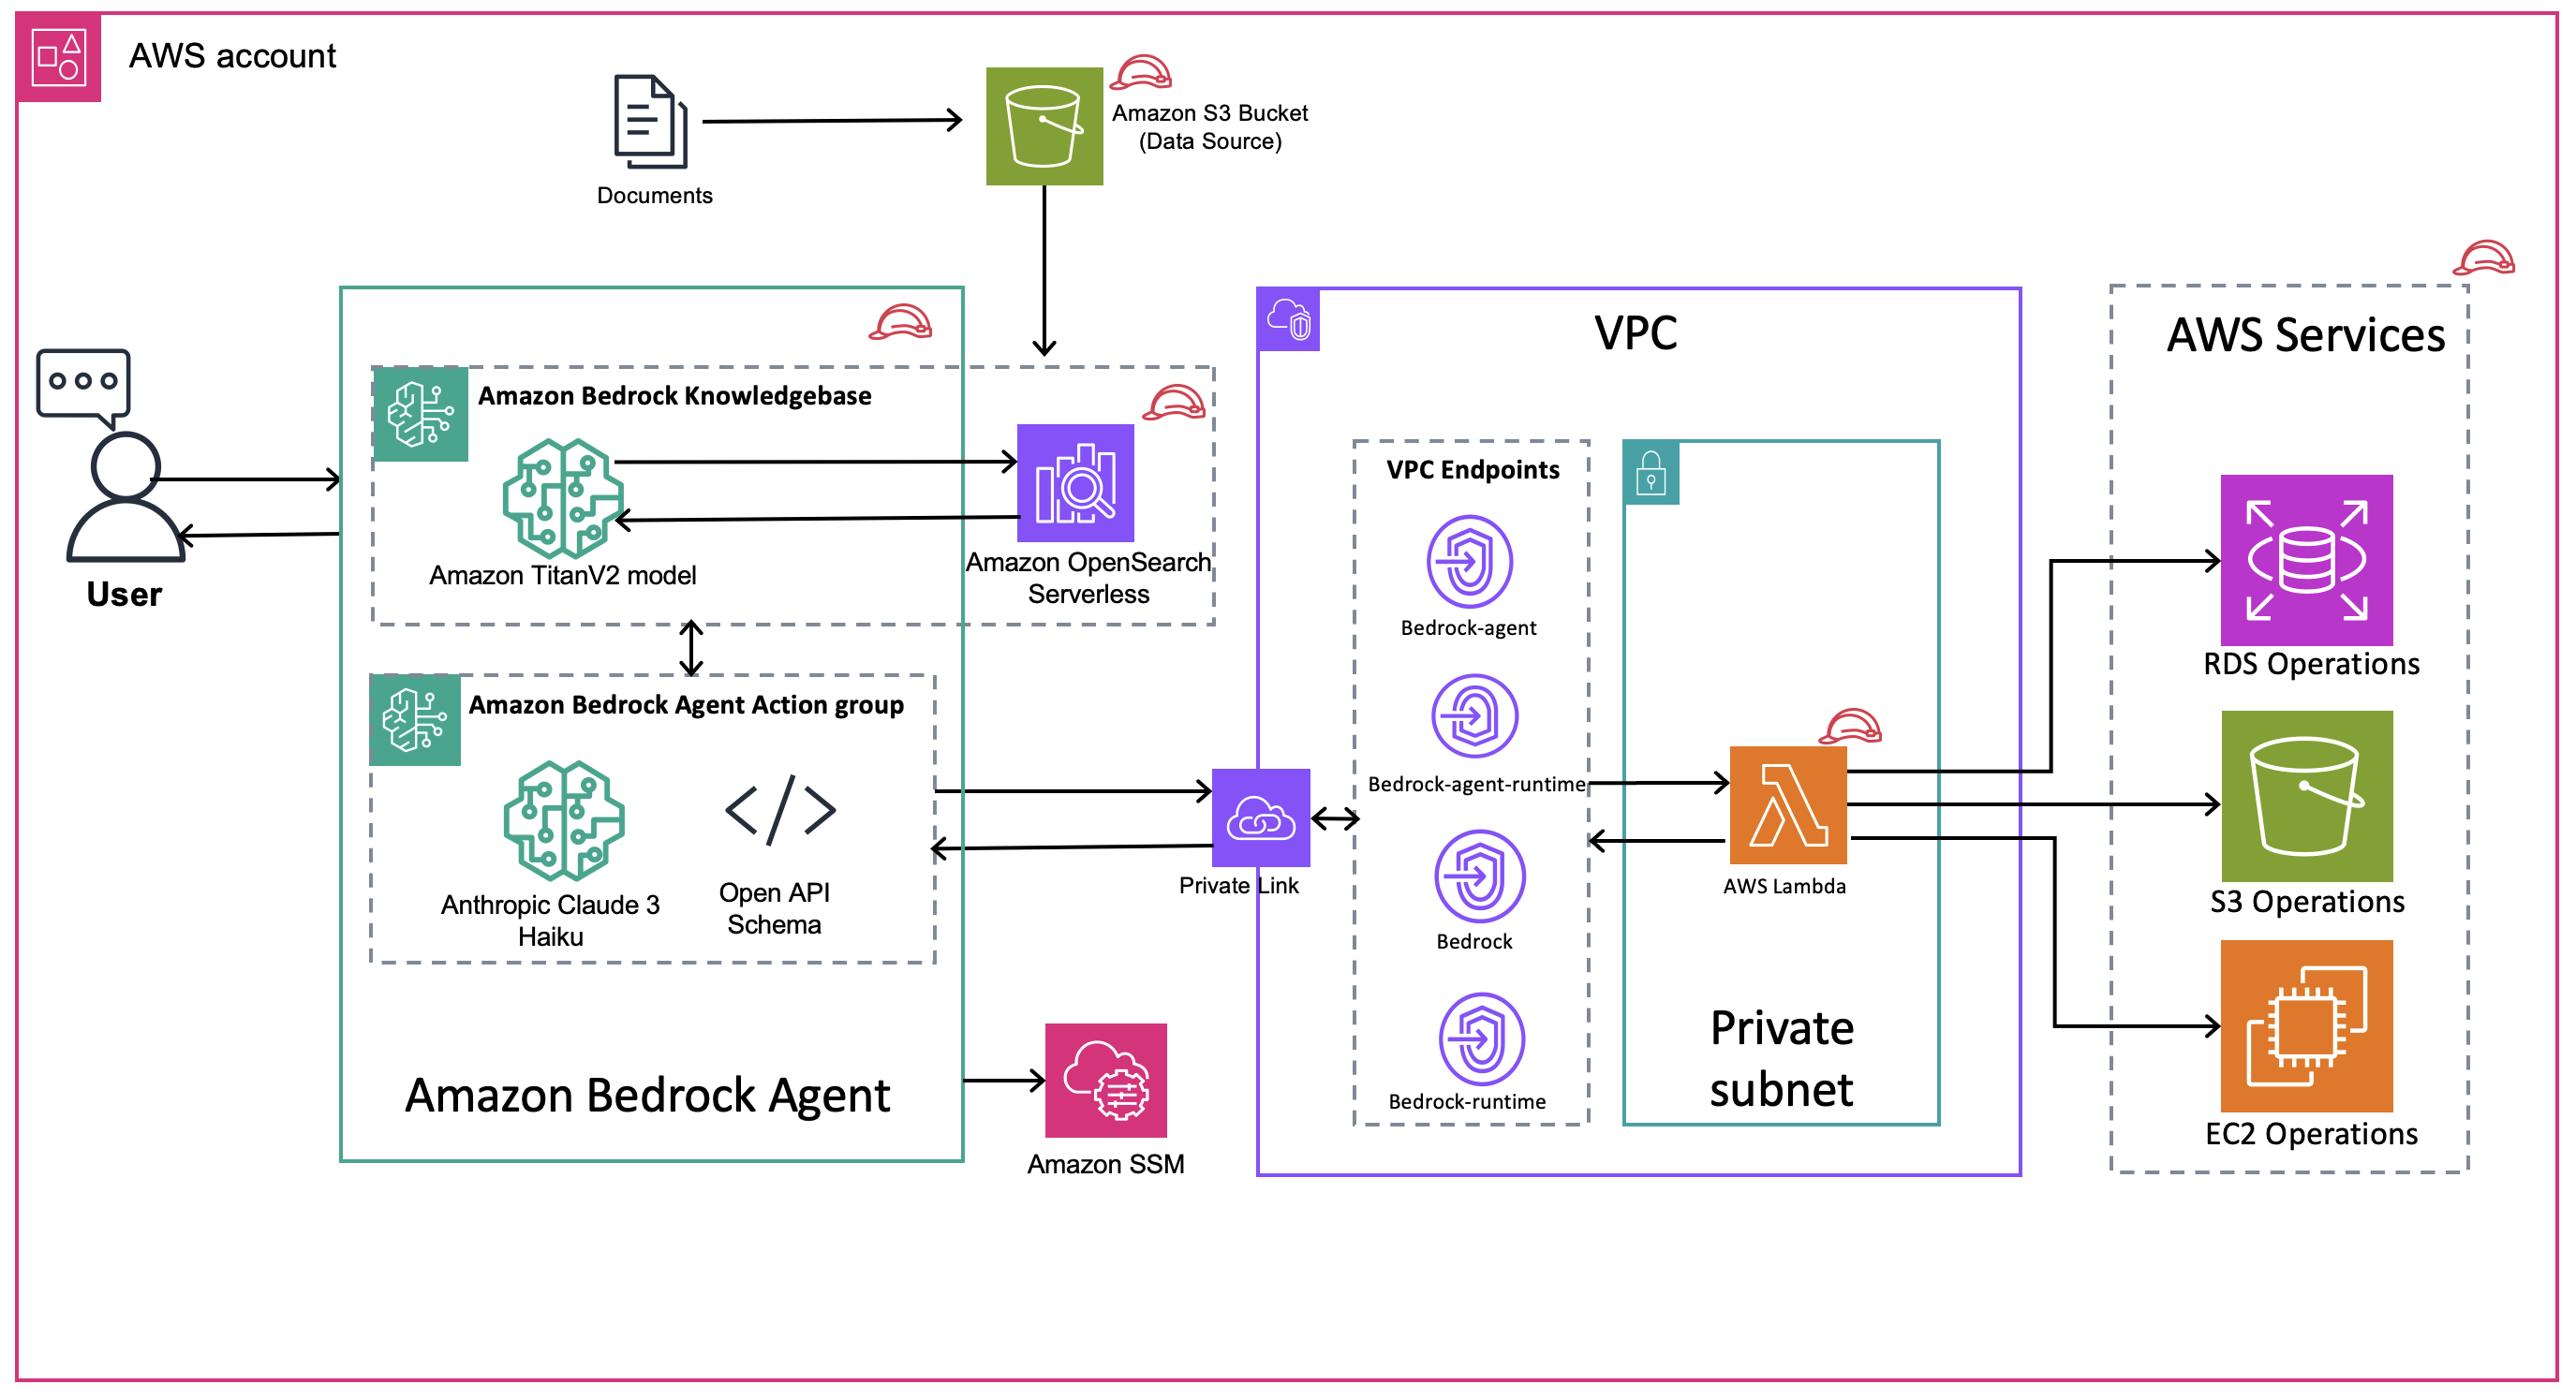 AWS account
Documents
Amazon S3 Bucket
(Data Source)
User
Amazon Bedrock Knowledgebase
Amazon TitanV2 model
Amazon OpenSearch
Serverless
Amazon Bedrock Agent Action group
Anthropic Claude 3
Haiku
Open API
Schema
Amazon Bedrock Agent
Amazon SSM
Private Link
VPC
VPC Endpoints
Bedrock-agent
Bedrock-agent-runtime
Bedrock
Bedrock-runtime
AWS Lambda
Private
subnet
AWS Services
RDS Operations
S3 Operations
EC2 Operations